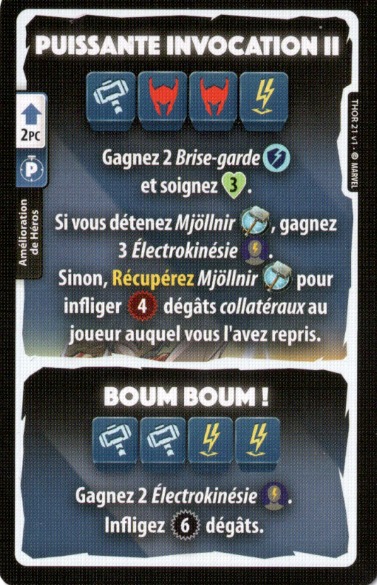 PUISSANTE INVOCATION II
2PC
P
Amélioration
de Héros
THOR 21 v1 · © MARVEL
Gagnez 2 Brise-garde
et soignez 3.
Si vous détenez Mjöllnir, gagnez
3 Électrokinésie.
Sinon, Récupérez Mjöllnir pour
infliger 4 dégâts collatéraux au
joueur auquel vous l'avez repris.
BOUM BOUM !
Gagnez 2 Électrokinésie.
Infligez 6 dégâts.